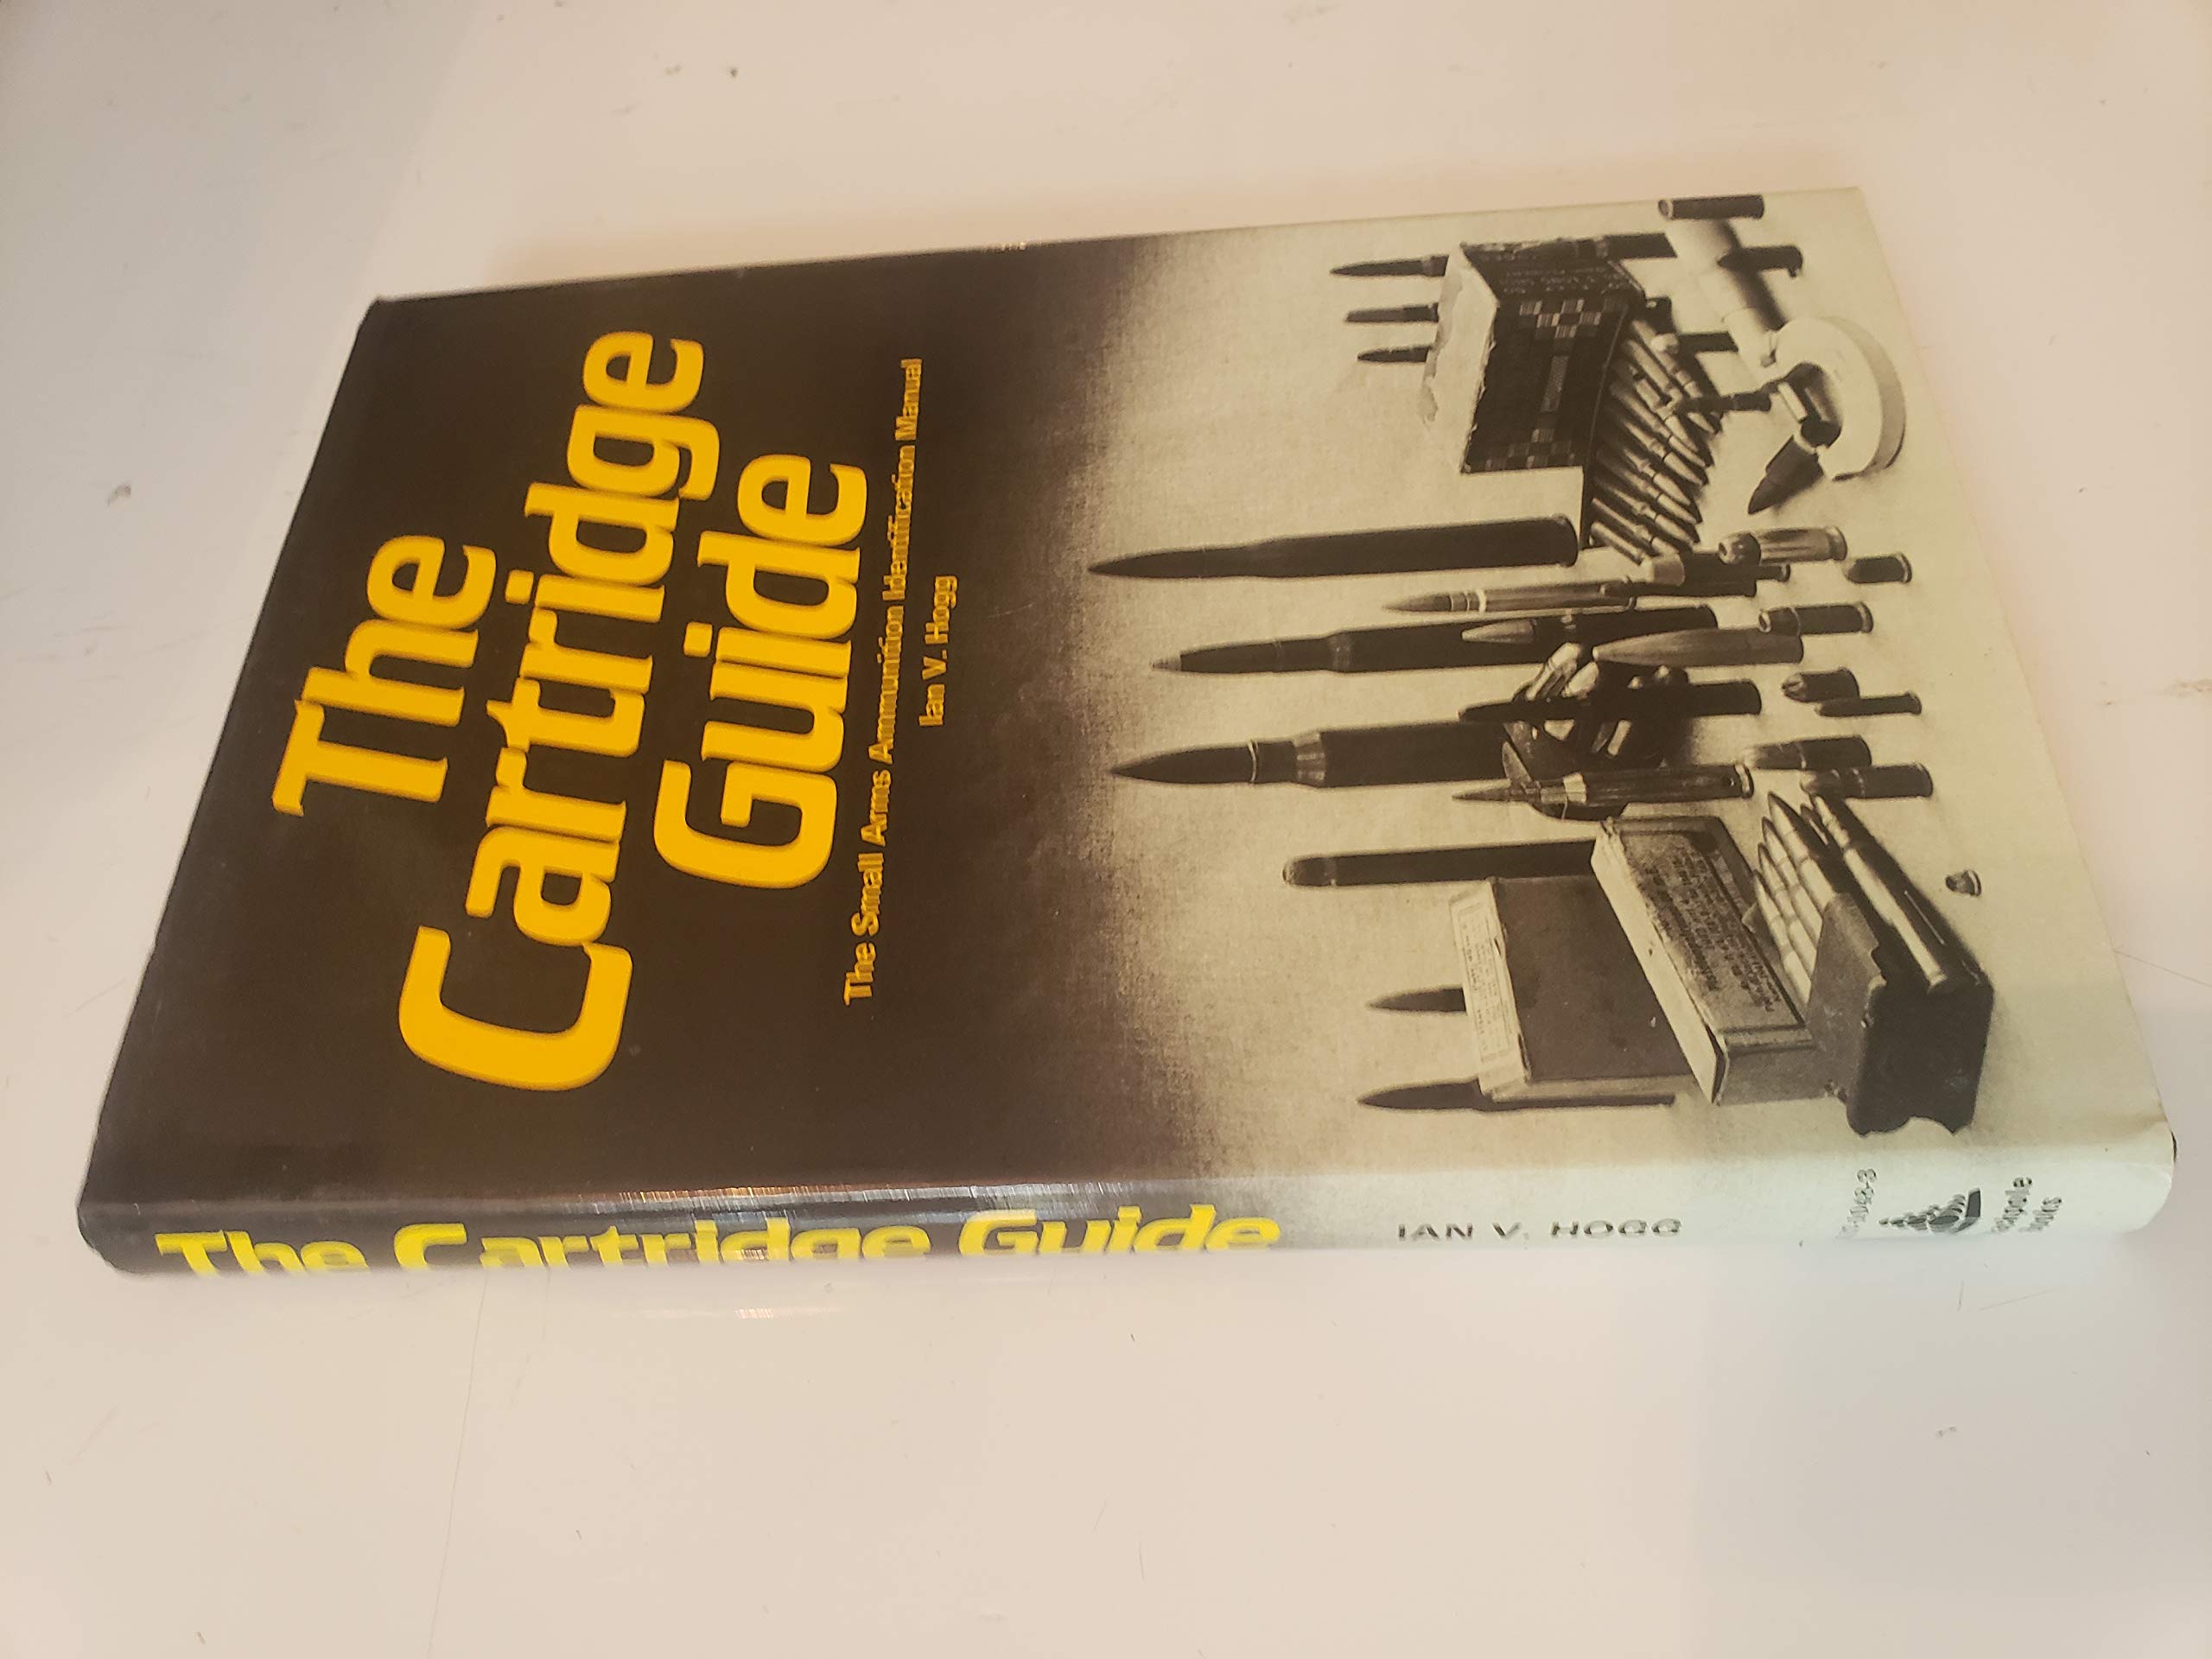 The
Cartridge
Guide
The Small Arms Ammunition Identification Manual
Ian V. Hogg
The Cartridge Guide
IAN V. HOGG